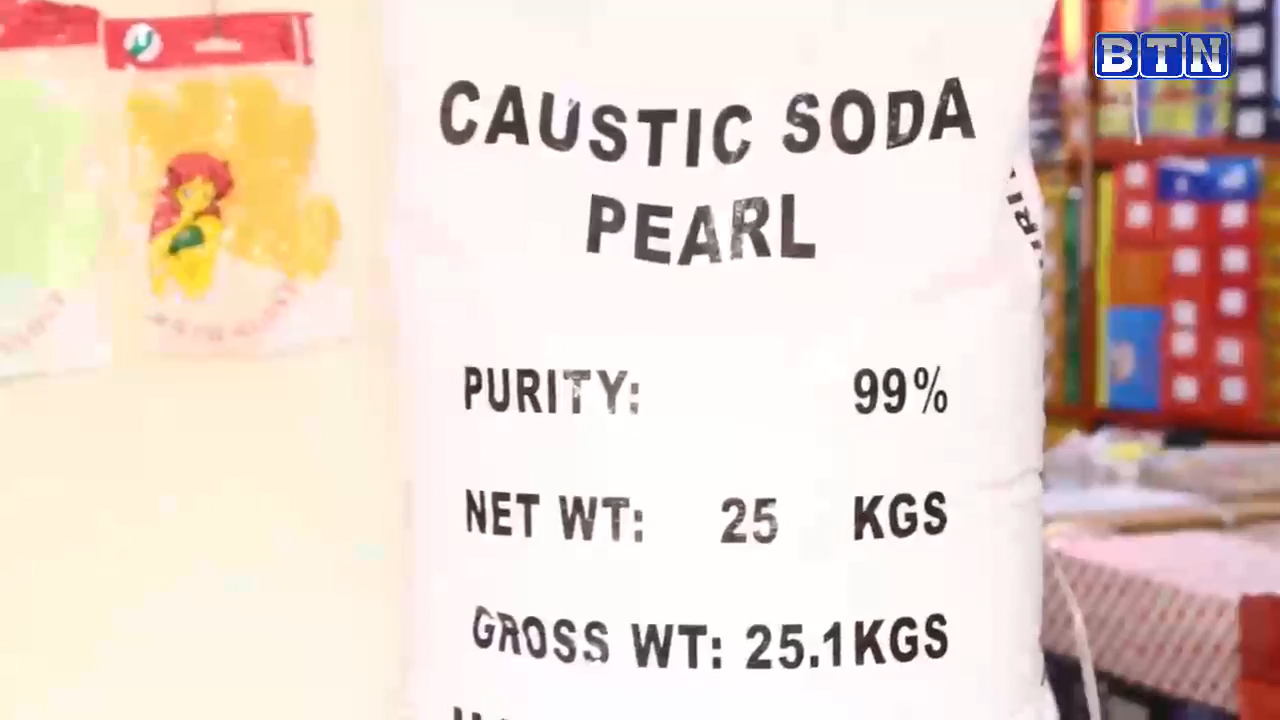 BTN
CAUSTIC SODA
PEARL
PURITY: 99%
NET WT: 25 KGS
GROSS WT: 25.1KGS